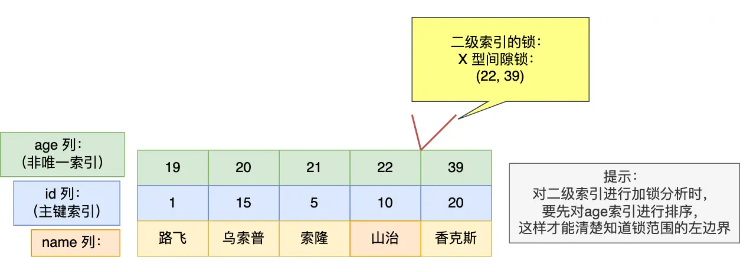 二级索引的锁：
X 型间隙锁：
(22, 39)
age 列：
（非唯一索引）
19 20 21 22 39
id 列：
（主键索引）
1 15 5 10 20
name 列：
路飞 乌索普 索隆 山治 香克斯
提示：
对二级索引进行加锁分析时，
要先对age索引进行排序，
这样才能清楚知道锁范围的左边界